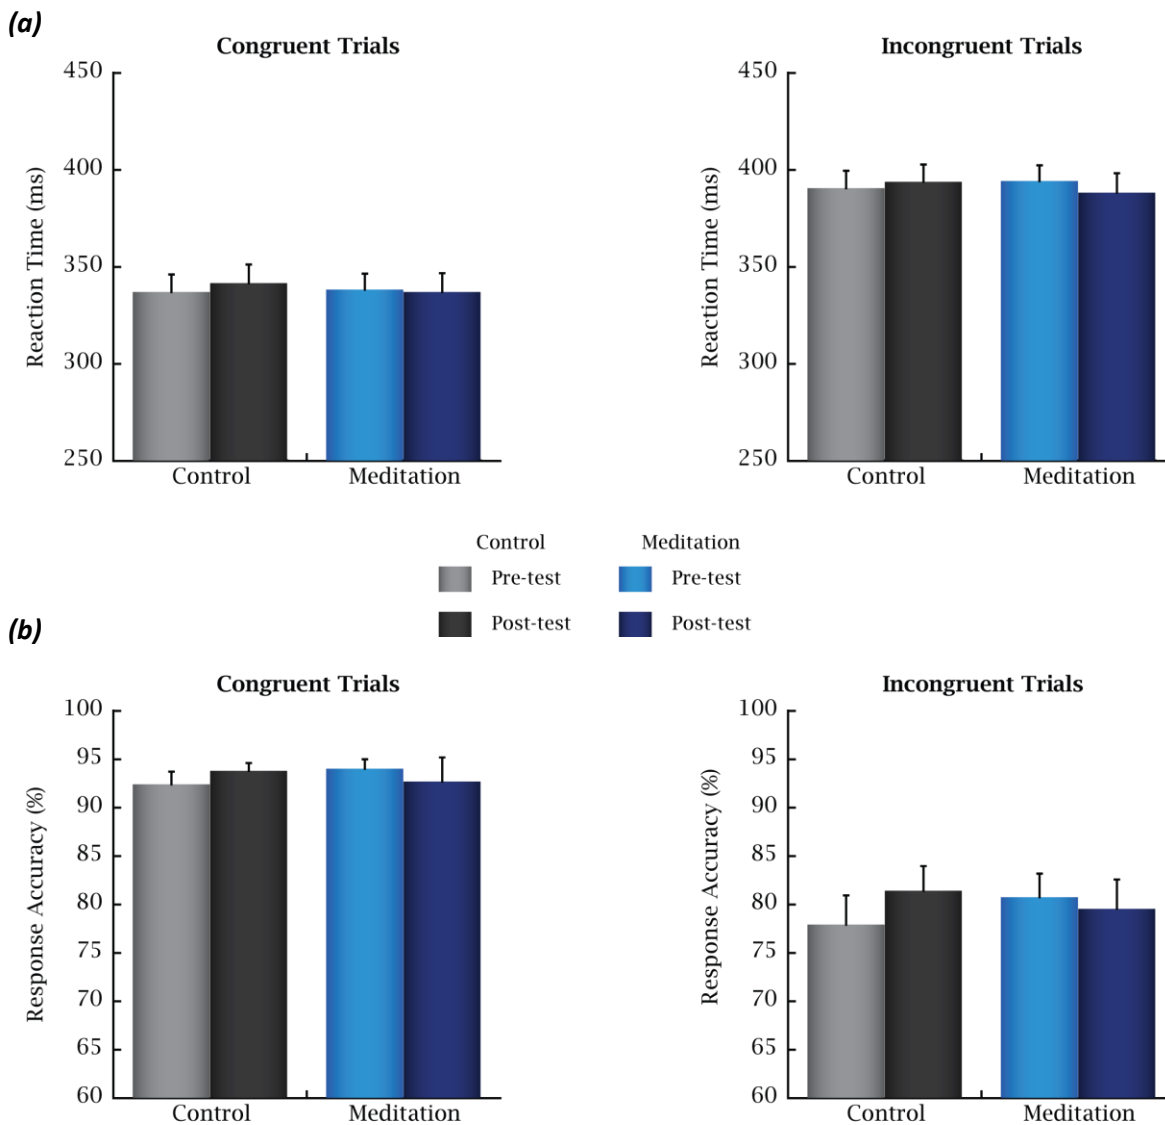 (a)
Congruent Trials
Reaction Time (ms)
450
400
350
300
250
Control Meditation
Incongruent Trials
Reaction Time (ms)
450
400
350
300
250
Control Meditation
Control Meditation
Pre-test Pre-test
Post-test Post-test
(b)
Congruent Trials
Response Accuracy (%)
100
95
90
85
80
75
70
65
60
Control Meditation
Incongruent Trials
Response Accuracy (%)
100
95
90
85
80
75
70
65
60
Control Meditation